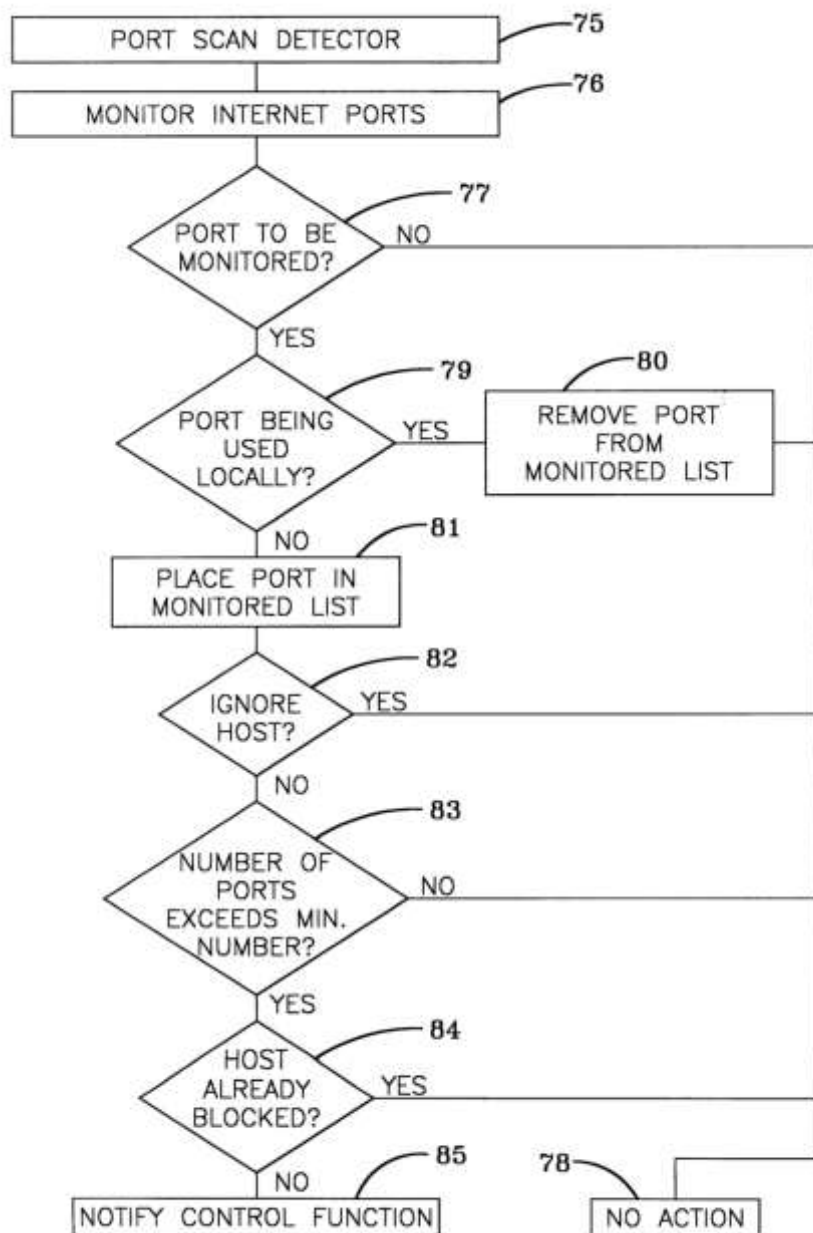 PORT SCAN DETECTOR
75
MONITOR INTERNET PORTS
76
77
PORT TO BE
MONITORED?
NO
YES
79
PORT BEING
USED
LOCALLY?
YES
80
REMOVE PORT
FROM
MONITORED LIST
NO
81
PLACE PORT IN
MONITORED LIST
82
IGNORE
HOST?
YES
NO
83
NUMBER OF
PORTS
EXCEEDS MIN.
NUMBER?
NO
YES
84
HOST
ALREADY
BLOCKED?
YES
NO
85
NOTIFY CONTROL FUNCTION
78
NO ACTION